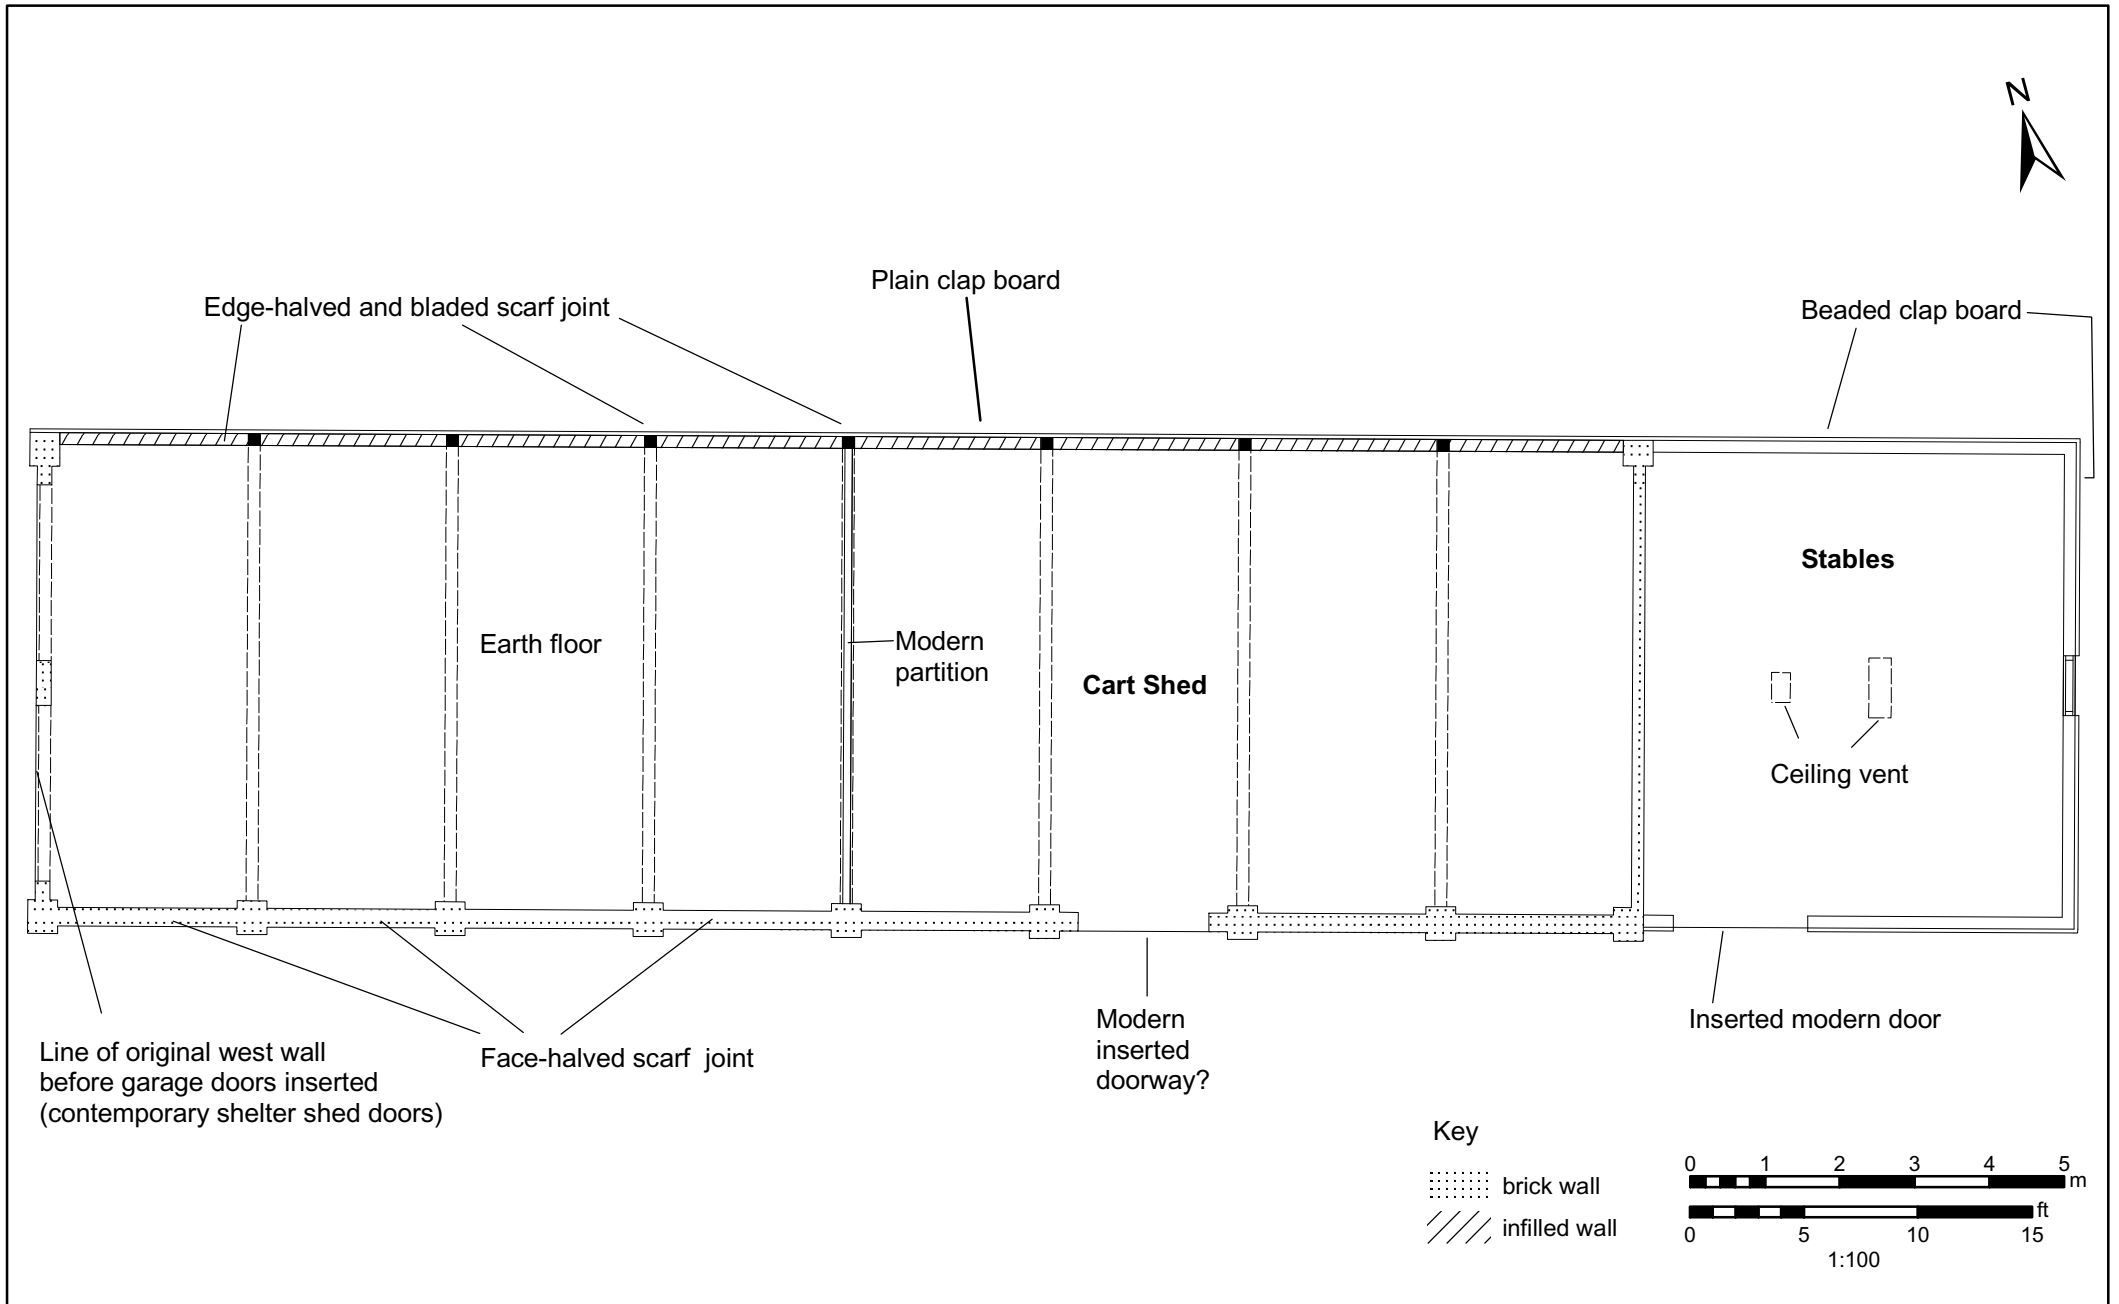 N
Plain clap board
Edge-halved and bladed scarf joint
Beaded clap board
Stables
Earth floor
Modern
partition
Cart Shed
Ceiling vent
Line of original west wall
before garage doors inserted
(contemporary shelter shed doors)
Face-halved scarf joint
Modern
inserted
doorway?
Inserted modern door
Key
brick wall
infilled wall
0 1 2 3 4 5
m
ft
0 5 10 15
1:100